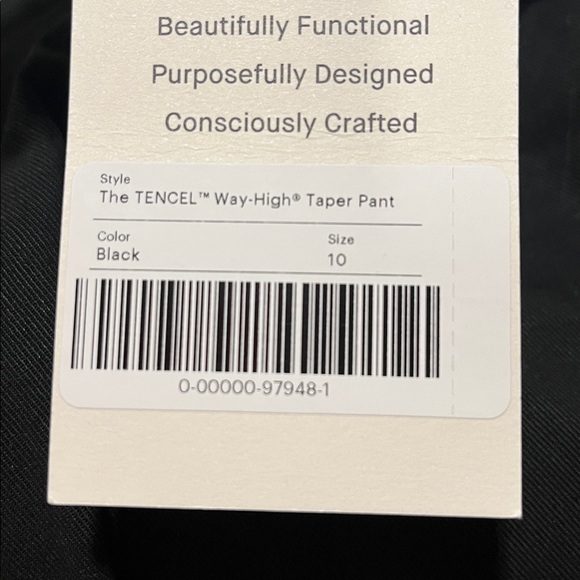 Beautifully Functional
Purposefully Designed
Consciously Crafted
Style
The TENCEL™ Way-High® Taper Pant
Color Size
Black 10
0-00000-97948-1